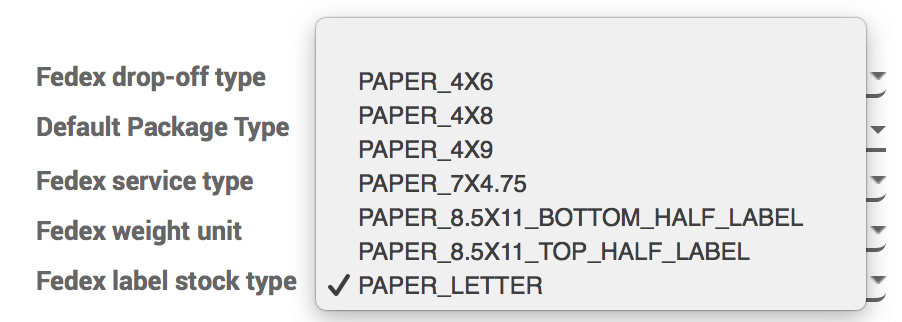 Fedex drop-off type
Default Package Type
Fedex service type
Fedex weight unit
Fedex label stock type
PAPER_4X6
PAPER_4X8
PAPER_4X9
PAPER_7X4.75
PAPER_8.5X11_BOTTOM_HALF_LABEL
PAPER_8.5X11_TOP_HALF_LABEL
✓ PAPER_LETTER